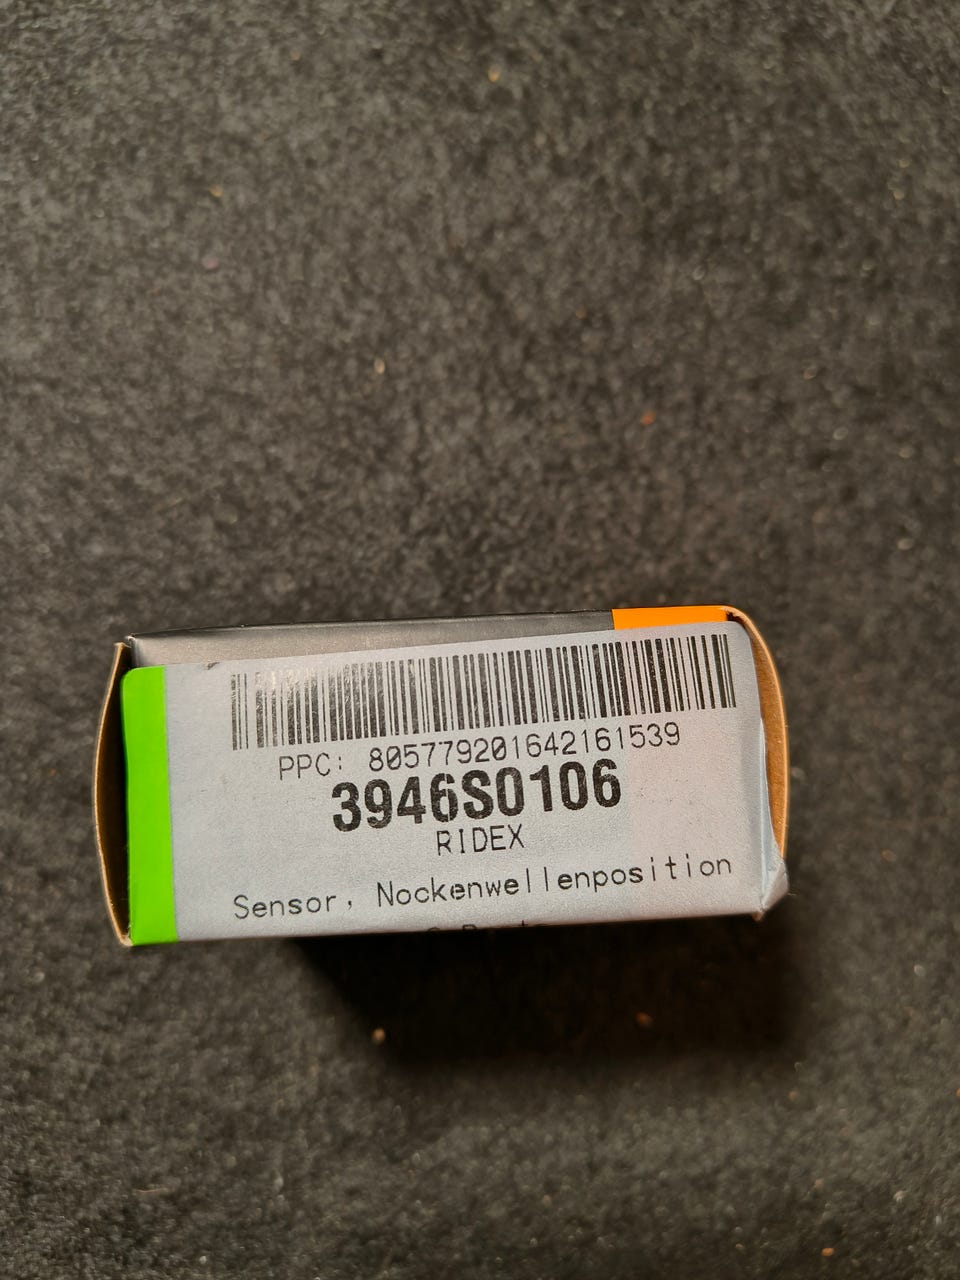 PPC: 805779201642161539
3946S0106
RIDEX
Sensor, Nockenwellenposition